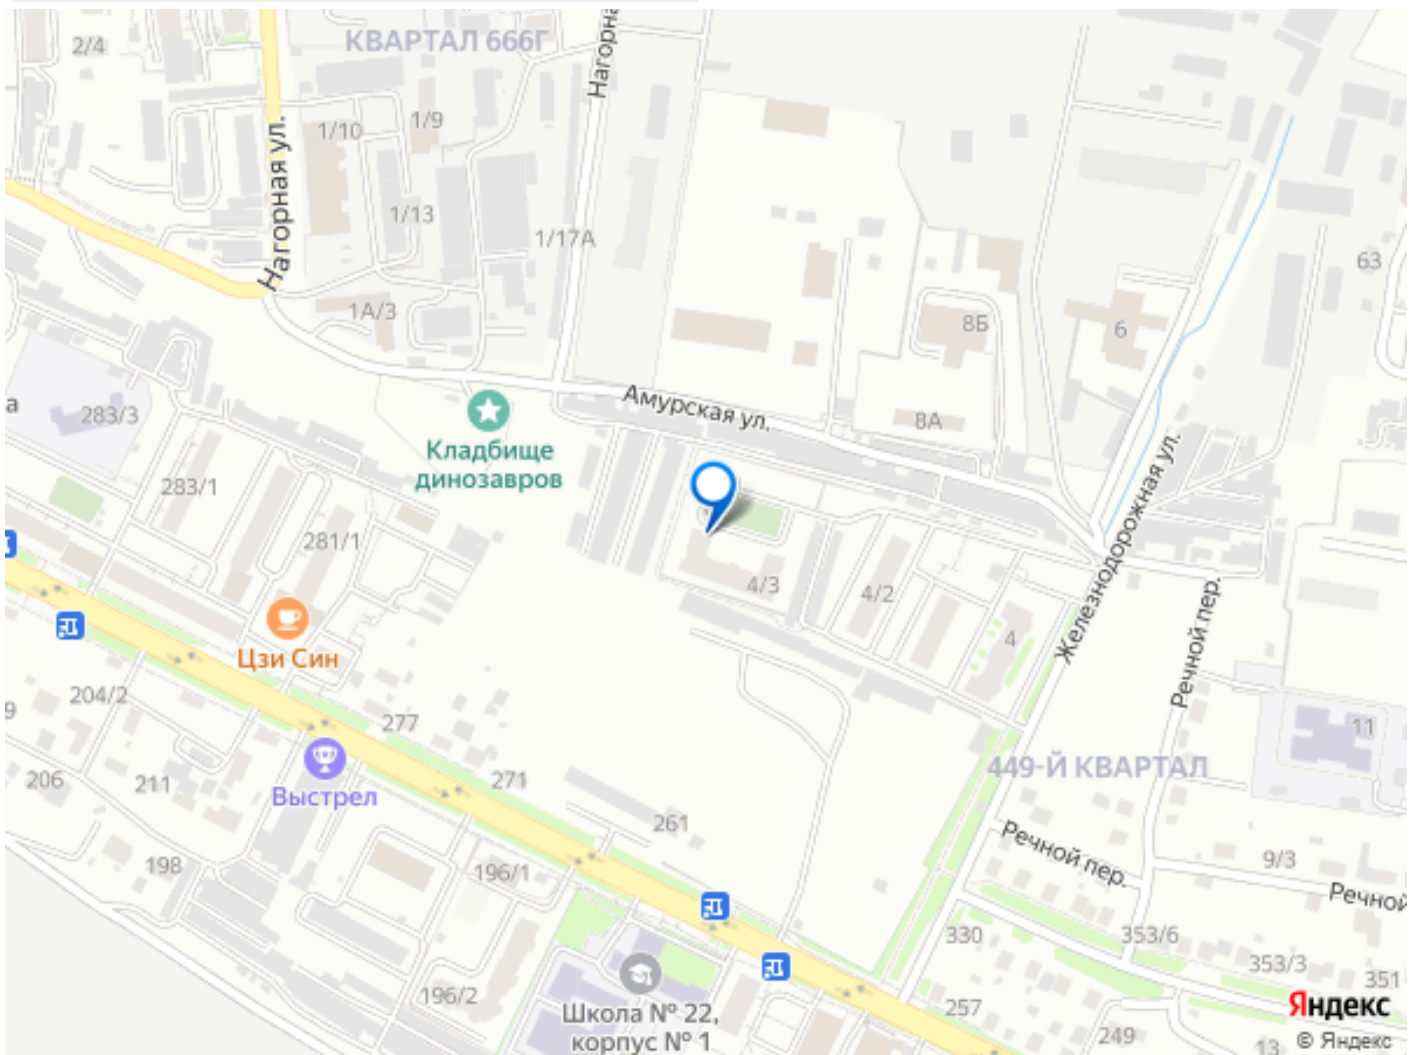 2/4
КВАРТАЛ 666Г
Нагорна
1/10
1/9
Нагорная ул.
1/13
1/17А
63
1А/3
8Б
6
а
283/3
Амурская ул.
8А
Кладбище
динозавров
283/1
281/1
4/3
4/2
4
Железнодорожная ул.
Речной пер.
Цзи Син
9
204/2
277
11
449-Й КВАРТАЛ
206
211
271
Выстрел
261
Речной пер.
198
196/1
9/3
Речной
330
353/6
353/3
351
196/2
257
Школа № 22,
корпус № 1
249
13
Яндекс
© Яндекс